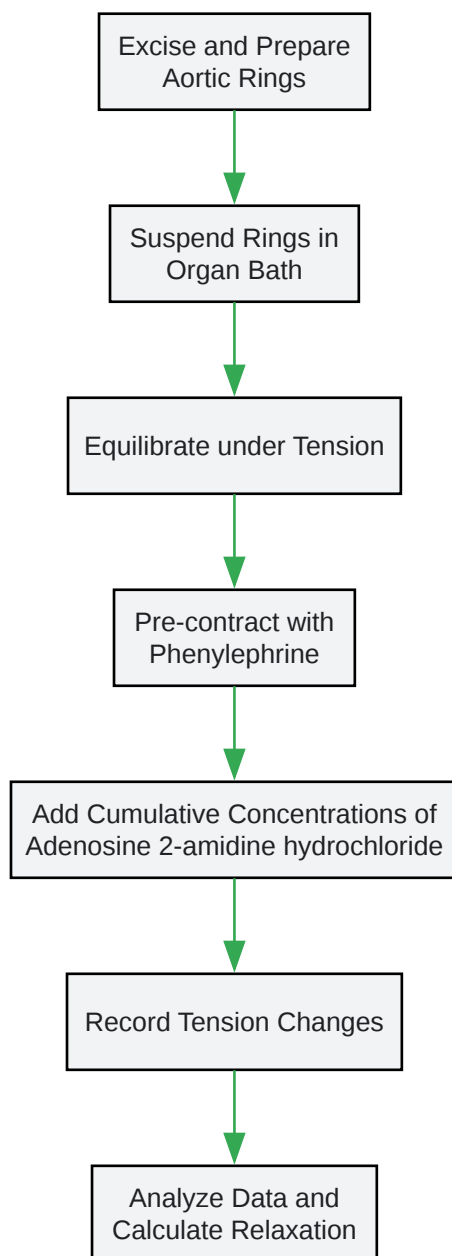 Excise and Prepare
Aortic Rings
Suspend Rings in
Organ Bath
Equilibrate under Tension
Pre-contract with
Phenylephrine
Add Cumulative Concentrations of
Adenosine 2-amidine hydrochloride
Record Tension Changes
Analyze Data and
Calculate Relaxation